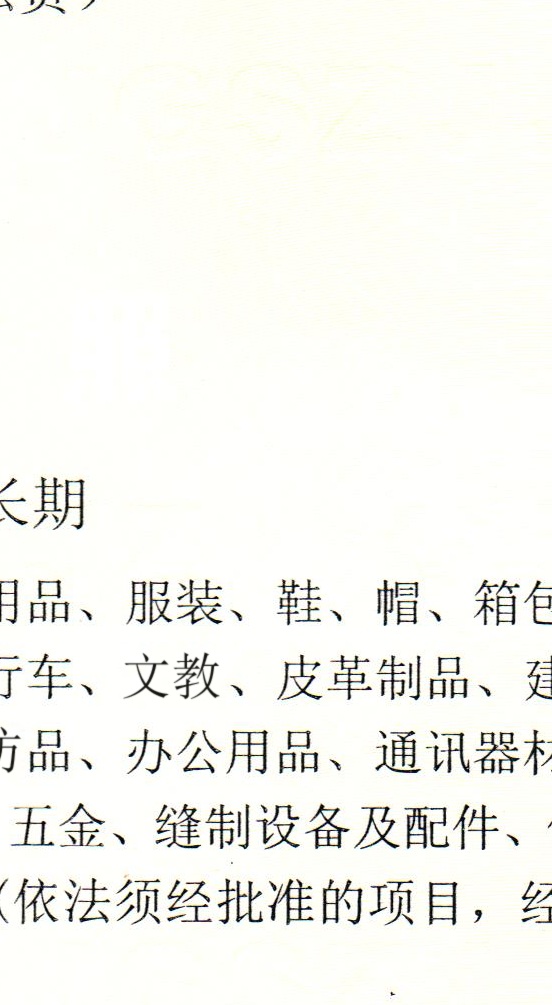 长期
用品、服装、鞋、帽、箱包
行车、文教、皮革制品、建
纺品、办公用品、通讯器材
五金、缝制设备及配件、
(依法须经批准的项目，经